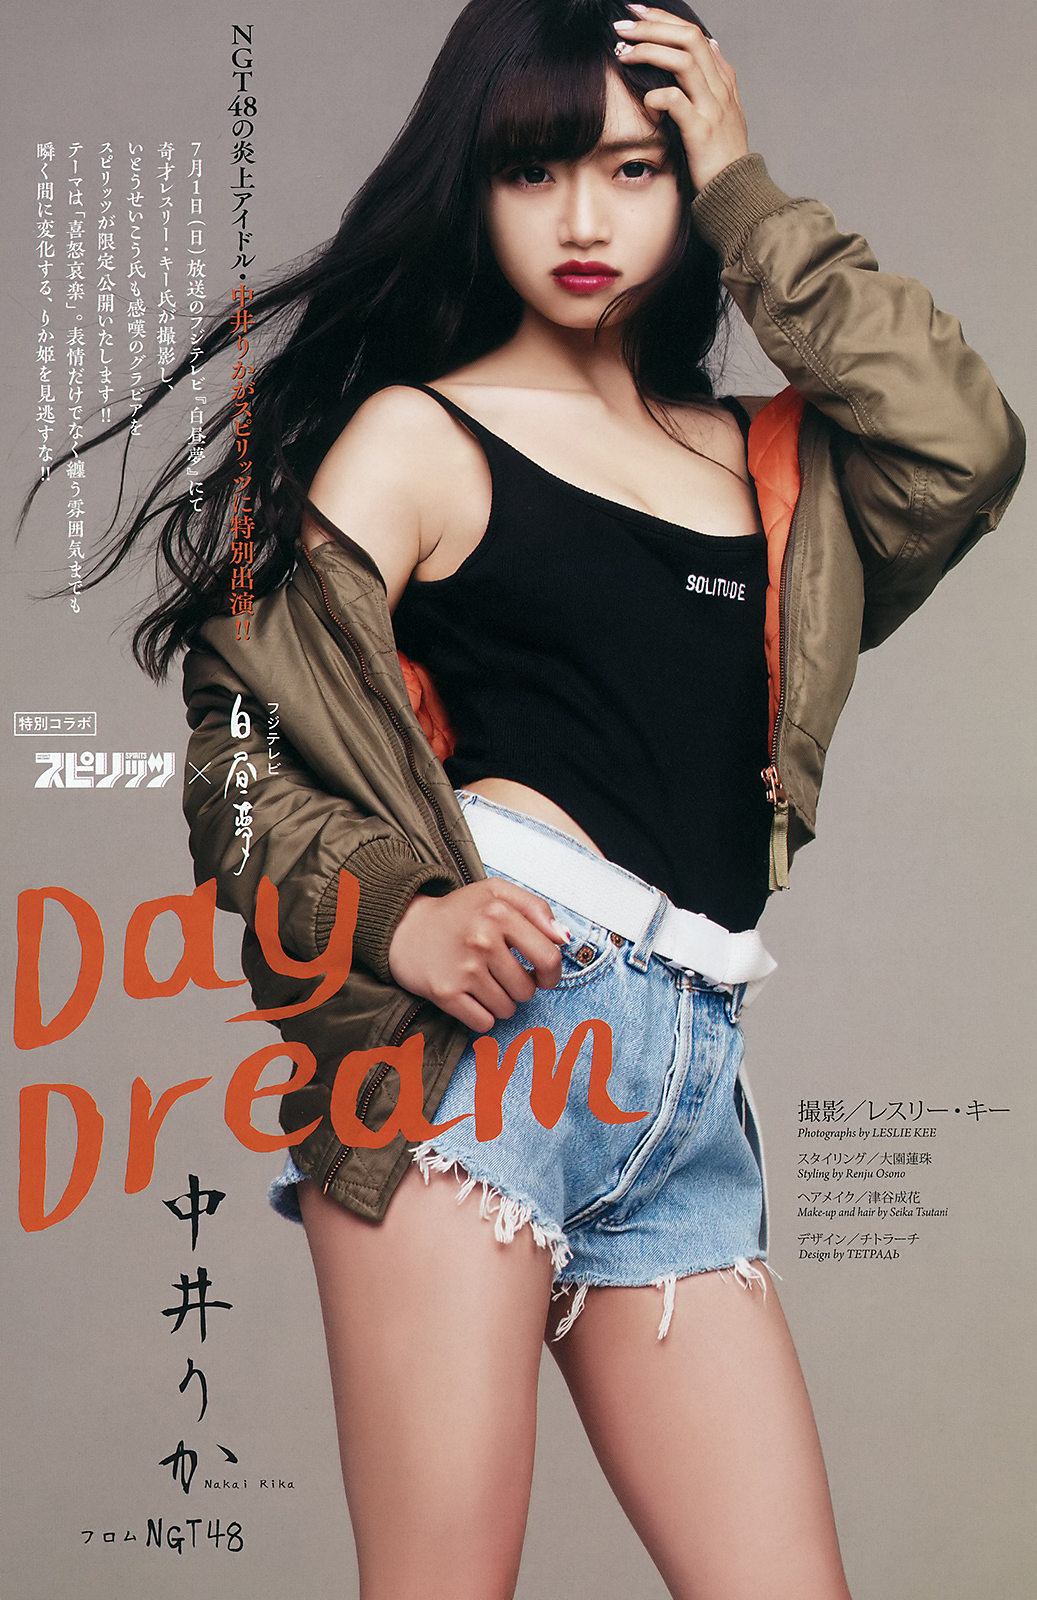 NGT48の炎上アイドル・中井りかがスピリッツに特別出演!!
7月1日(日)放送のフジテレビ『白昼夢』にて
奇才レスリー・キー氏が撮影し、
いとうせいこう氏も感嘆のグラビアを
スピリッツが限定公開いたします!!
テーマは「喜怒哀楽」。表情だけでなく纏う雰囲気までも
瞬く間に変化する、りか姫を見逃すな!!
SOLITUDE
特別コラボ
スピリッツ
SPIRITS
×
フジテレビ
白昼夢
Day
Dream
中井りか
Nakai Rika
フロム NGT48
撮影／レスリー・キー
Photographs by LESLIE KEE
スタイリング／大園蓮珠
Styling by Renju Osono
ヘアメイク／津谷成花
Make-up and hair by Seika Tsutani
デザイン／チトラーチ
Design by ТЕТРАДЬ